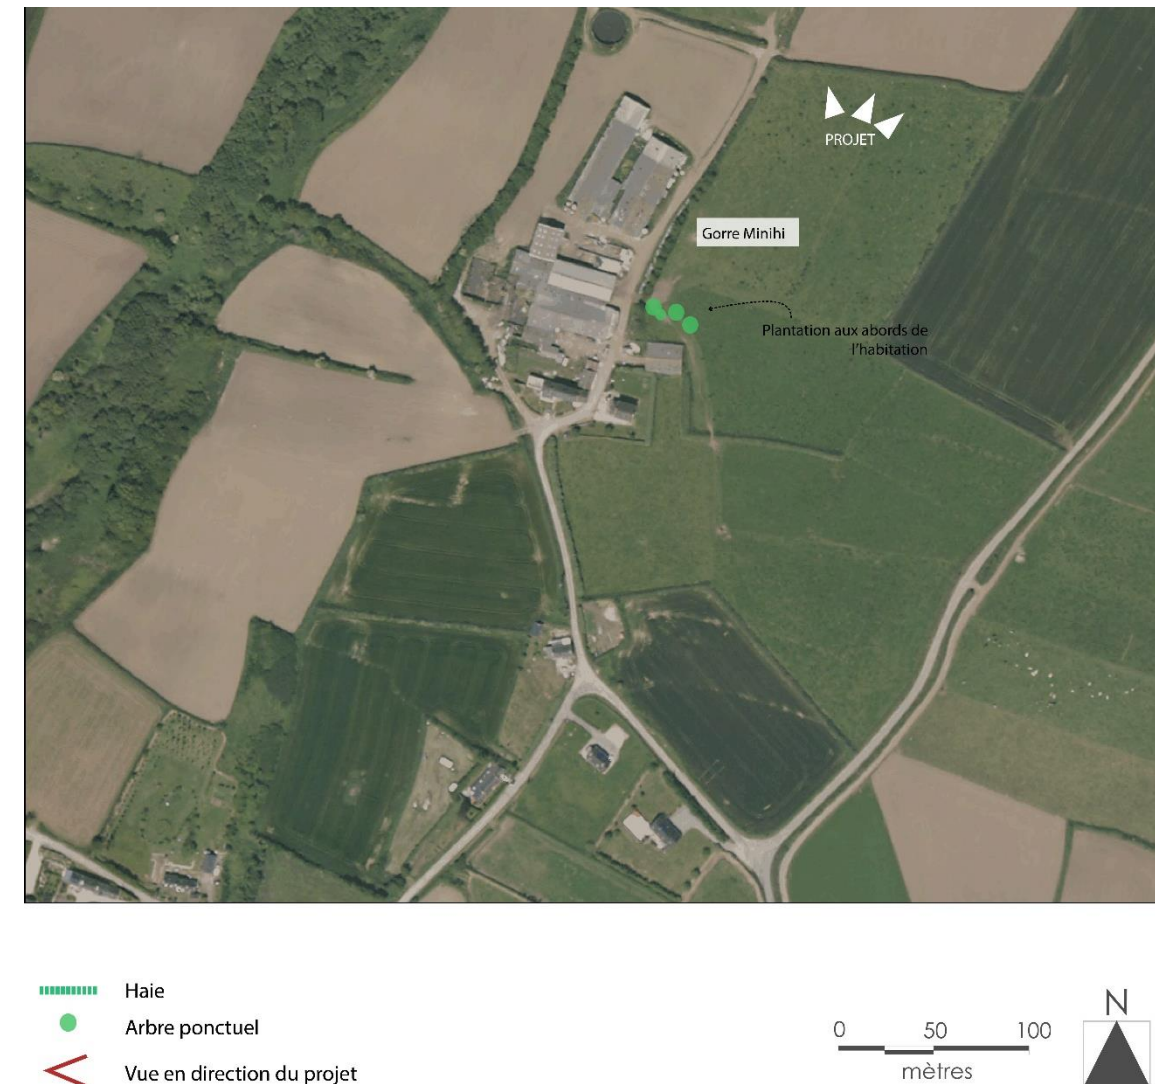 PROJET
Gorre Minihi
Plantation aux abords de
l'habitation
Haie
Arbre ponctuel
Vue en direction du projet
0 50 100
mètres
N